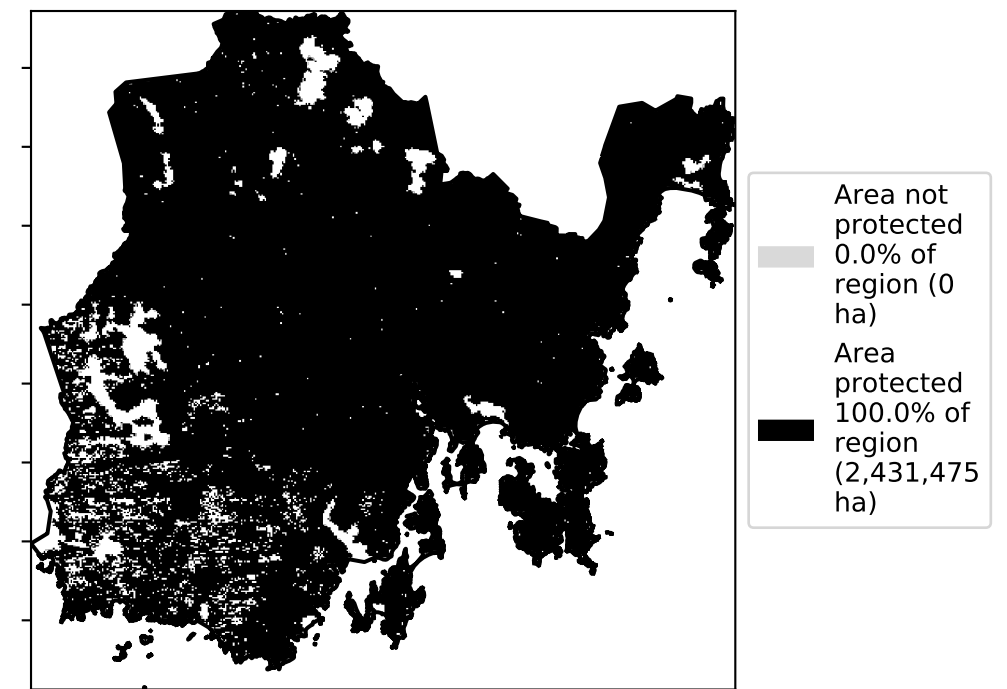 Area not
protected
0.0% of
region (0
ha)
Area
protected
100.0% of
region
(2,431,475
ha)